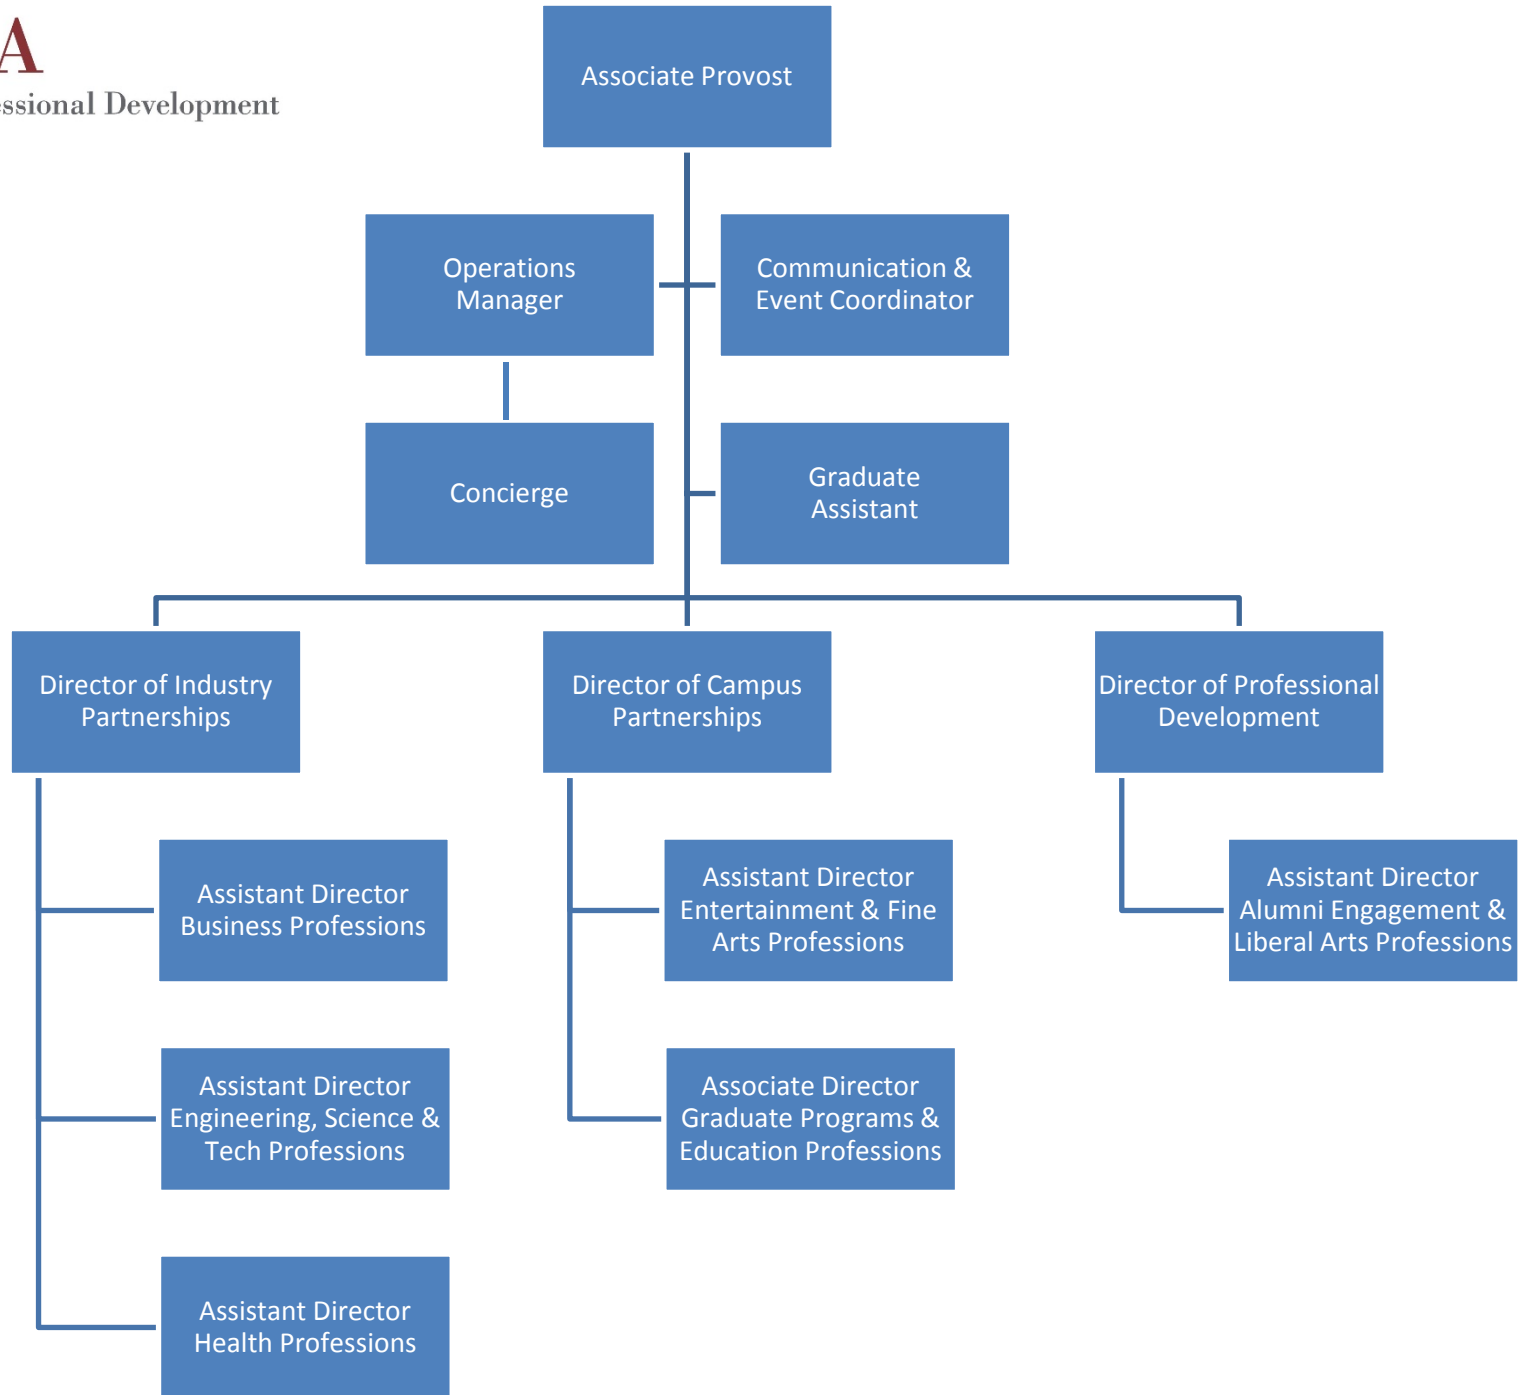 A
Development
Associate Provost
Operations
Manager
Communication &
Event Coordinator
Concierge
Graduate
Assistant
Director of Industry
Partnerships
Director of Campus
Partnerships
Director of Professional
Development
Assistant Director
Business Professions
Assistant Director
Entertainment & Fine
Arts Professions
Assistant Director
Alumni Engagement &
Liberal Arts Professions
Assistant Director
Engineering, Science &
Tech Professions
Associate Director
Graduate Programs &
Education Professions
Assistant Director
Health Professions